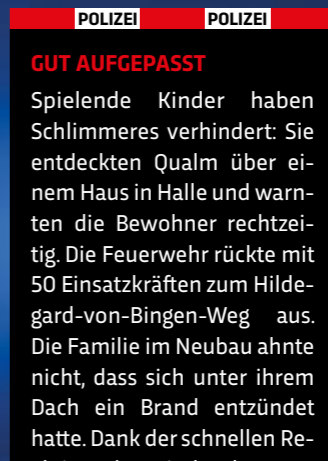 POLIZEI POLIZEI
GUT AUFGEPASST
Spielende Kinder haben
Schlimmeres verhindert: Sie
entdeckten Qualm über ei-
nem Haus in Halle und warn-
ten die Bewohner rechtzei-
tig. Die Feuerwehr rückte mit
50 Einsatzkräften zum Hilde-
gard-von-Bingen-Weg aus.
Die Familie im Neubau ahnte
nicht, dass sich unter ihrem
Dach ein Brand entzündet
hatte. Dank der schnellen Re-